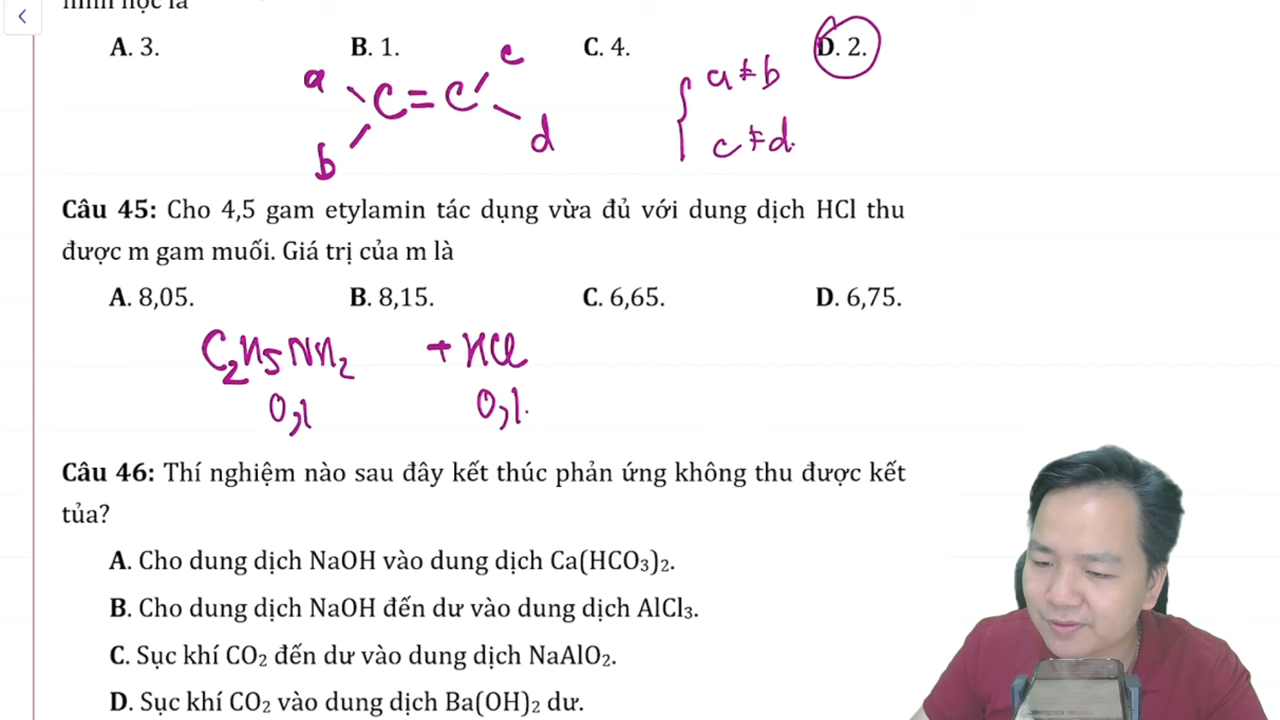 hình học là
A. 3. B. 1. C. 4. D. 2.
a c a ≠ b
C = C
b d c ≠ d.
Câu 45: Cho 4,5 gam etylamin tác dụng vừa đủ với dung dịch HCl thu
được m gam muối. Giá trị của m là
A. 8,05. B. 8,15. C. 6,65. D. 6,75.
C₂H₅NH₂ + HCl
0,1 0,1.
Câu 46: Thí nghiệm nào sau đây kết thúc phản ứng không thu được kết
tủa?
A. Cho dung dịch NaOH vào dung dịch Ca(HCO₃)₂.
B. Cho dung dịch NaOH đến dư vào dung dịch AlCl₃.
C. Sục khí CO₂ đến dư vào dung dịch NaAlO₂.
D. Sục khí CO₂ vào dung dịch Ba(OH)₂ dư.